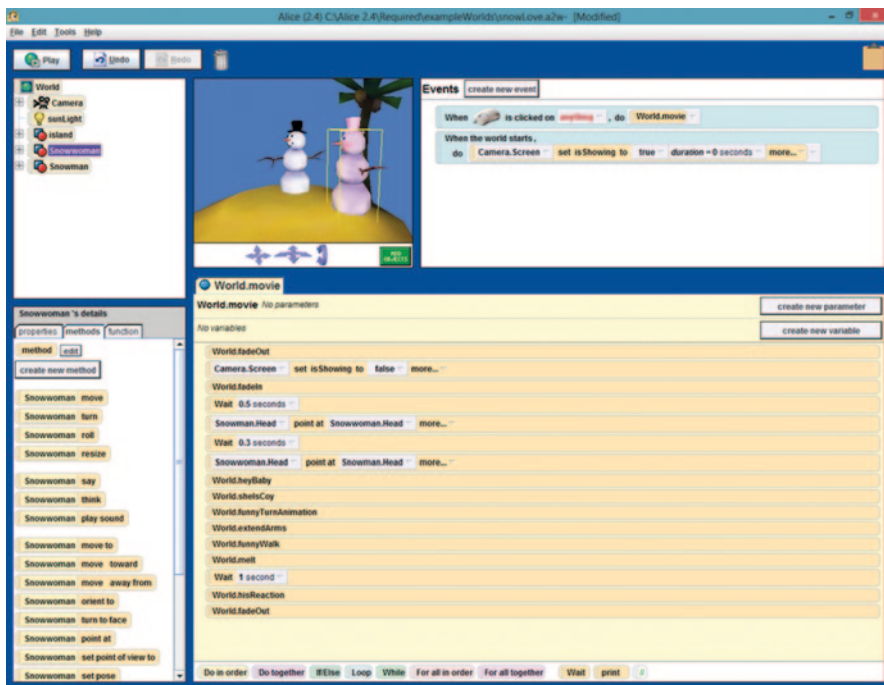 Alice (2.4) C:\Alice 2.4\Required\exampleWorlds\snowLove.a2w- [Modified]
File Edit Tools Help
Play Undo Redo
World
Camera
sunLight
island
Snowwoman
Snowman
ADD OBJECTS
Events create new event
When is clicked on anything , do World.movie
When the world starts,
do Camera.Screen set isShowing to true duration = 0 seconds more...
Snowwoman 's details
properties methods function
method edit
create new method
Snowwoman move
Snowwoman turn
Snowwoman roll
Snowwoman resize
Snowwoman say
Snowwoman think
Snowwoman play sound
Snowwoman move to
Snowwoman move toward
Snowwoman move away from
Snowwoman orient to
Snowwoman turn to face
Snowwoman point at
Snowwoman set point of view to
Snowwoman set pose
World.movie
World.movie No parameters
create new parameter
No variables
create new variable
World.fadeOut
Camera.Screen set isShowing to false more...
World.fadeIn
Wait 0.5 seconds
Snowman.Head point at Snowwoman.Head more...
Wait 0.3 seconds
Snowwoman.Head point at Snowman.Head more...
World.heyBaby
World.sheIsCoy
World.funnyTurnAnimation
World.extendArms
World.funnyWalk
World.melt
Wait 1 second
World.hisReaction
World.fadeOut
Do in order Do together If/Else Loop While For all in order For all together Wait print //